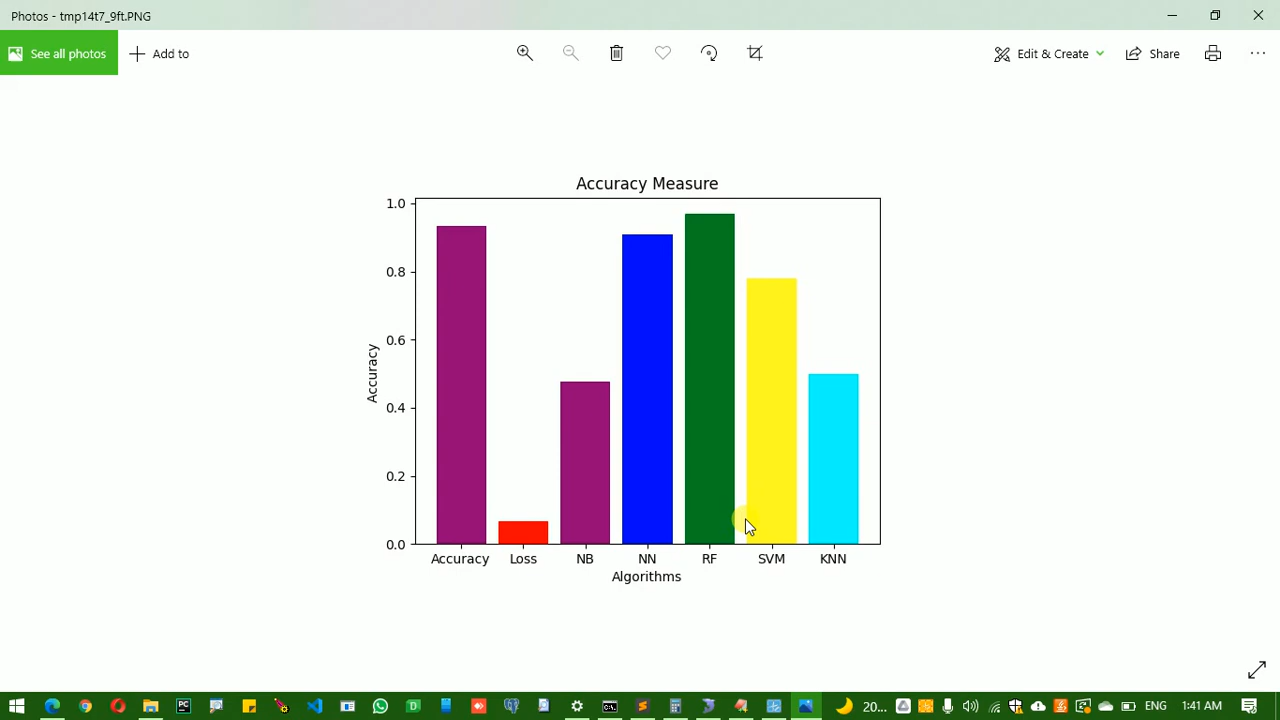 Photos - tmp14t7_9ft.PNG
See all photos
Add to
Edit & Create
Share
Accuracy Measure
1.0
0.8
0.6
0.4
0.2
0.0
Accuracy
Accuracy Loss NB NN RF SVM KNN
Algorithms
20...
ENG
1:41 AM